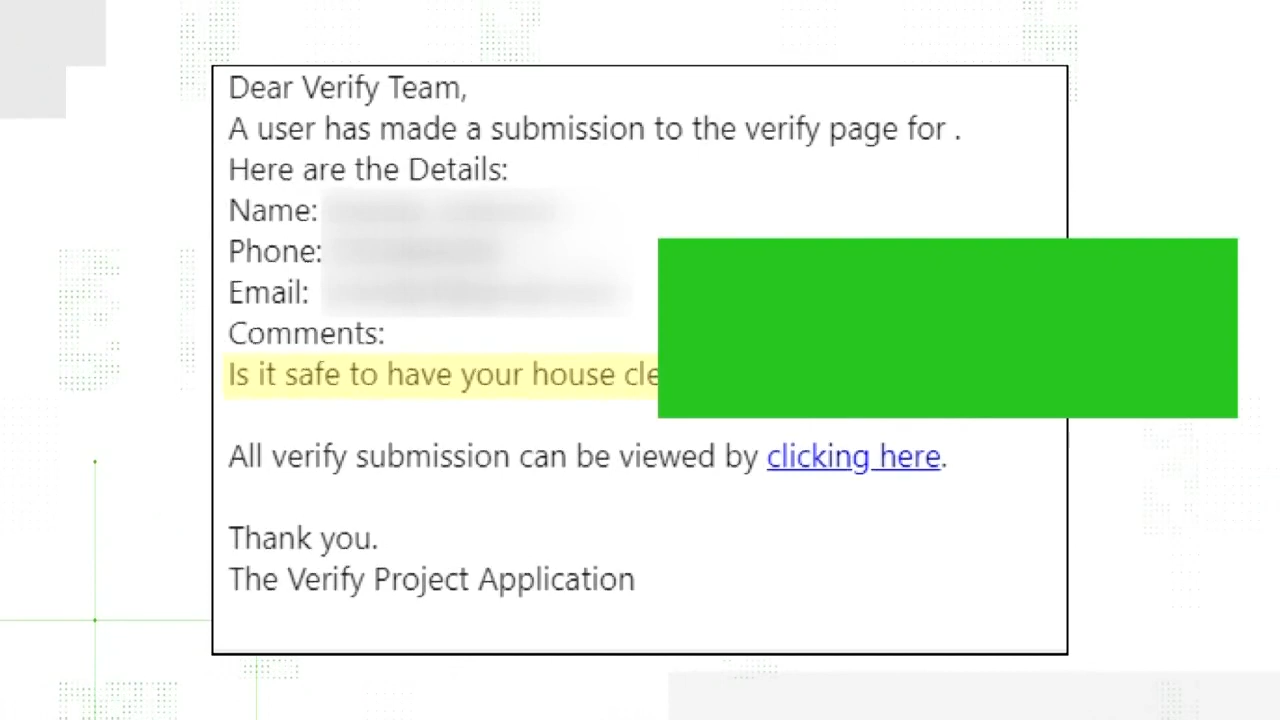 Dear Verify Team,
A user has made a submission to the verify page for .
Here are the Details:
Name:
Phone:
Email:
Comments:
Is it safe to have your house
All verify submission can be viewed by clicking here.
Thank you.
The Verify Project Application